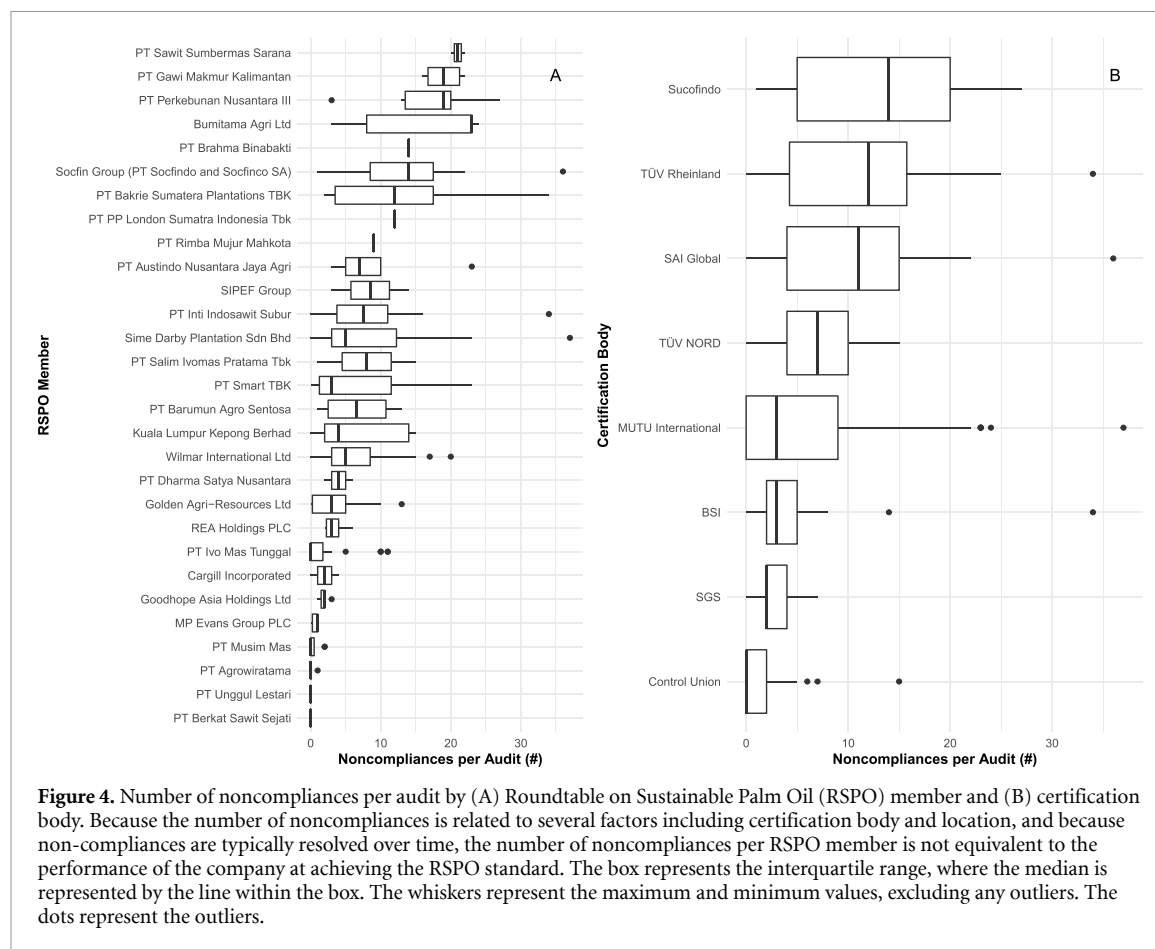 A
PT Sawit Sumbermas Sarana
PT Gawi Makmur Kalimantan
PT Perkebunan Nusantara III
Bumitama Agri Ltd
PT Brahma Binabakti
Socfin Group (PT Socfindo and Socfinco SA)
PT Bakrie Sumatera Plantations TBK
PT PP London Sumatra Indonesia Tbk
PT Rimba Mujur Mahkota
PT Austindo Nusantara Jaya Agri
SIPEF Group
PT Inti Indosawit Subur
Sime Darby Plantation Sdn Bhd
PT Salim Ivomas Pratama Tbk
PT Smart TBK
PT Barumun Agro Sentosa
Kuala Lumpur Kepong Berhad
Wilmar International Ltd
PT Dharma Satya Nusantara
Golden Agri−Resources Ltd
REA Holdings PLC
PT Ivo Mas Tunggal
Cargill Incorporated
Goodhope Asia Holdings Ltd
MP Evans Group PLC
PT Musim Mas
PT Agrowiratama
PT Unggul Lestari
PT Berkat Sawit Sejati
RSPO Member
0 10 20 30
Noncompliances per Audit (#)
B
Sucofindo
TÜV Rheinland
SAI Global
TÜV NORD
MUTU International
BSI
SGS
Control Union
Certification Body
0 10 20 30
Noncompliances per Audit (#)
Figure 4. Number of noncompliances per audit by (A) Roundtable on Sustainable Palm Oil (RSPO) member and (B) certification
body. Because the number of noncompliances is related to several factors including certification body and location, and because
non-compliances are typically resolved over time, the number of noncompliances per RSPO member is not equivalent to the
performance of the company at achieving the RSPO standard. The box represents the interquartile range, where the median is
represented by the line within the box. The whiskers represent the maximum and minimum values, excluding any outliers. The
dots represent the outliers.